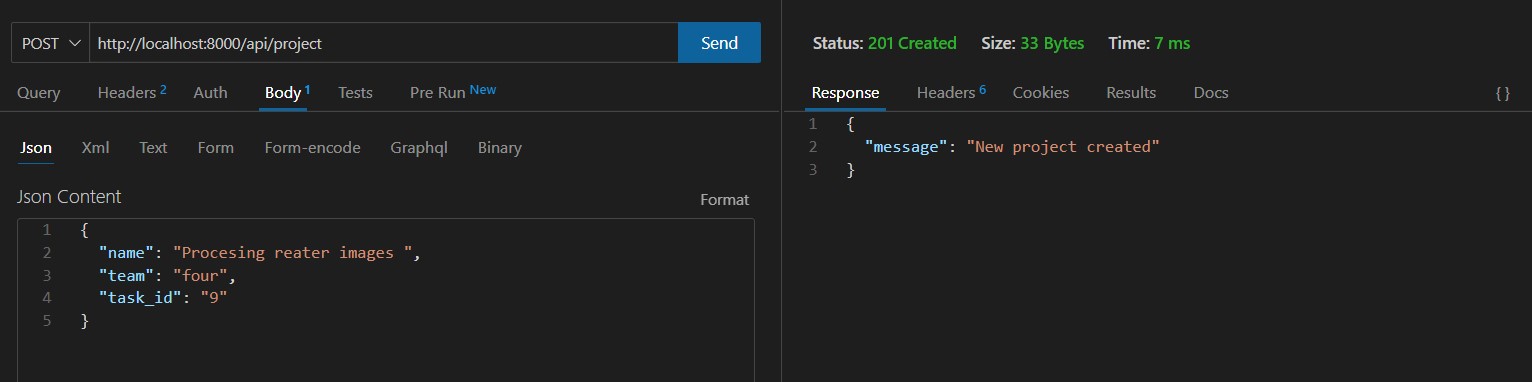 POST http://localhost:8000/api/project Send
Query Headers 2 Auth Body 1 Tests Pre Run New
Json Xml Text Form Form-encode Graphql Binary
Json Content
Format
1 {
2 "name": "Procesing reater images ",
3 "team": "four",
4 "task_id": "9"
5 }
Status: 201 Created Size: 33 Bytes Time: 7 ms
Response Headers 6 Cookies Results Docs { }
1 {
2 "message": "New project created"
3 }